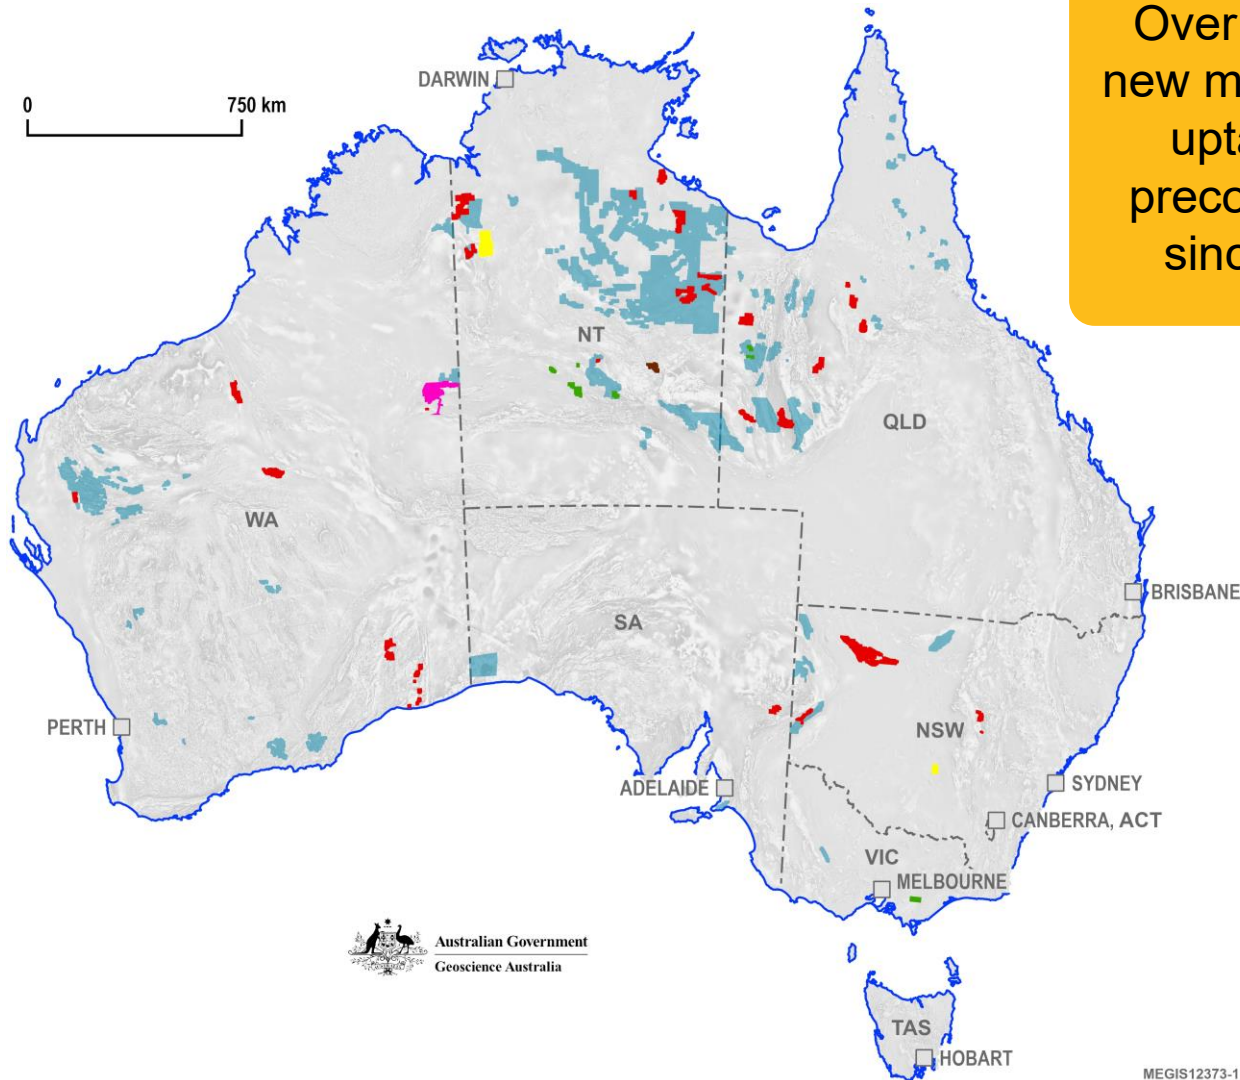 Over
new m
upta
preco
sinc
DARWIN
0 750 km
NT
QLD
WA
BRISBANE
SA
PERTH
NSW
ADELAIDE
SYDNEY
CANBERRA, ACT
VIC
MELBOURNE
Australian Government
Geoscience Australia
TAS
HOBART
MEGIS12373-1